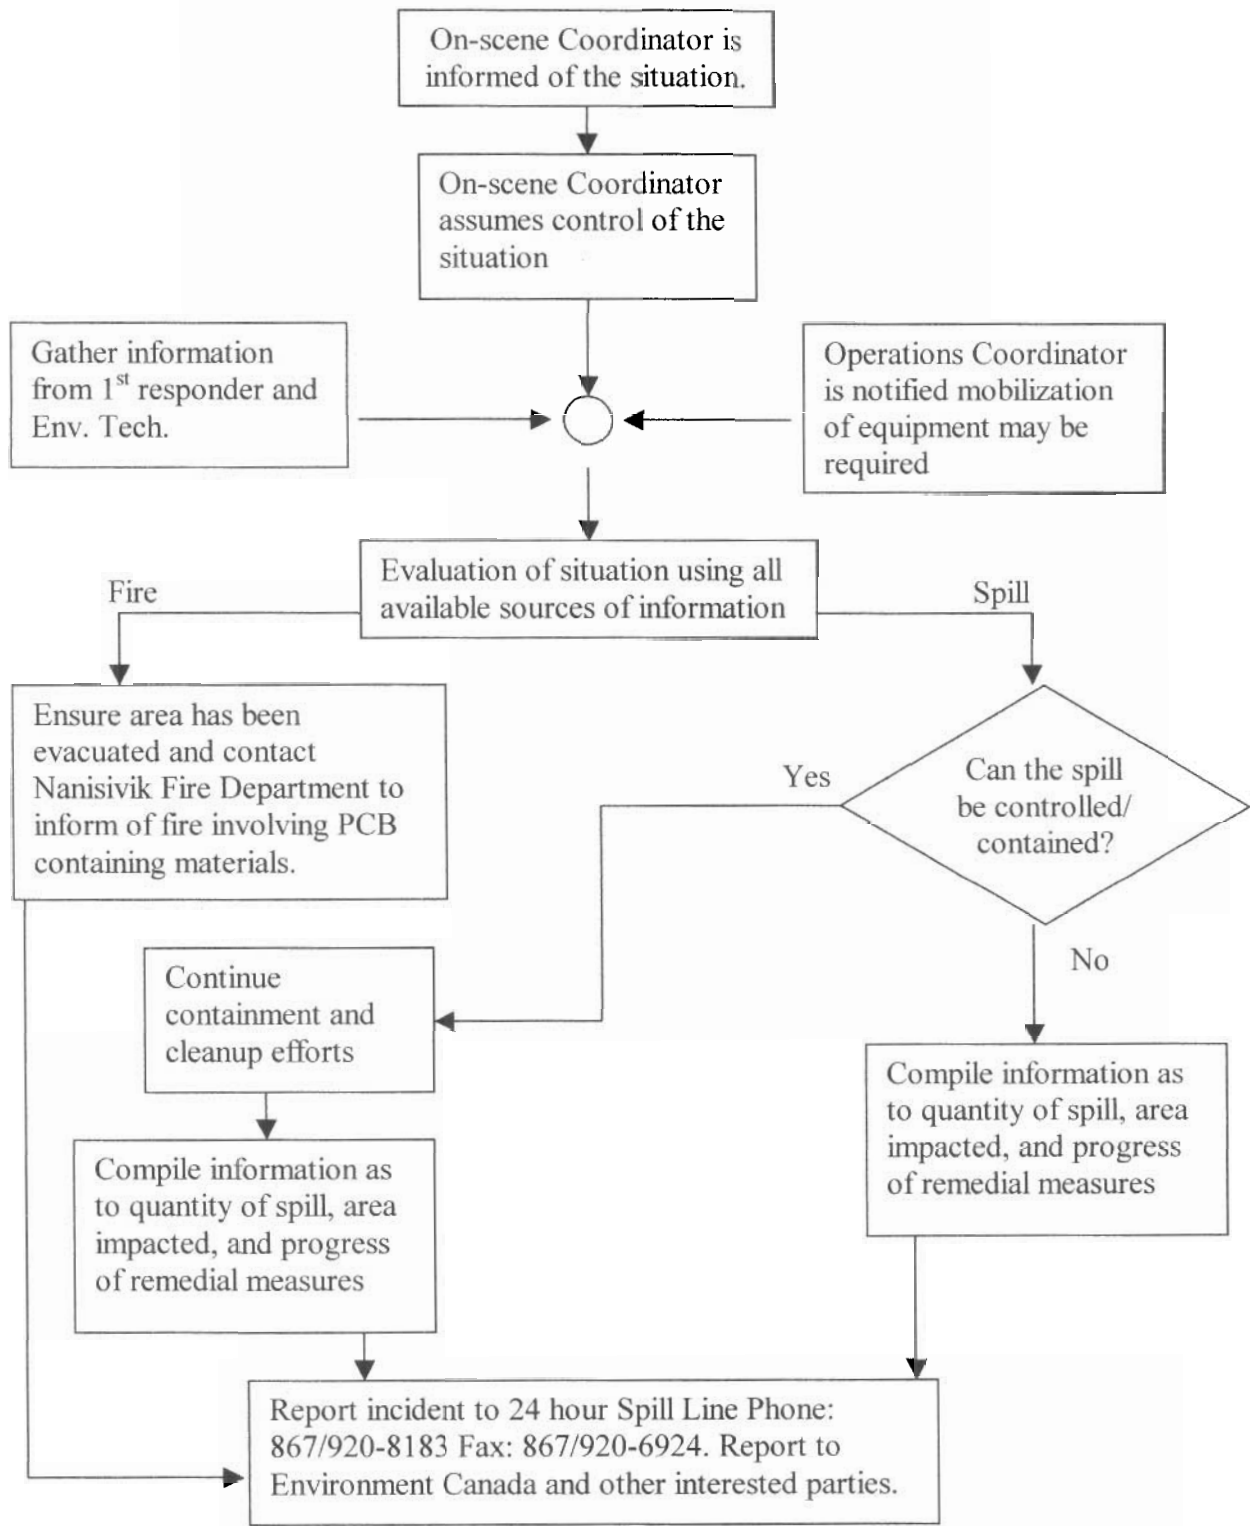 On-scene Coordinator is
informed of the situation.
On-scene Coordinator
assumes control of the
situation
Gather information
from 1st responder and
Env. Tech.
Operations Coordinator
is notified mobilization
of equipment may be
required
Evaluation of situation using all
available sources of information
Fire
Spill
Ensure area has been
evacuated and contact
Nanisivik Fire Department to
inform of fire involving PCB
containing materials.
Can the spill
be controlled/
contained?
Yes
No
Continue
containment and
cleanup efforts
Compile information as
to quantity of spill, area
impacted, and progress
of remedial measures
Compile information as
to quantity of spill, area
impacted, and progress
of remedial measures
Report incident to 24 hour Spill Line Phone:
867/920-8183 Fax: 867/920-6924. Report to
Environment Canada and other interested parties.